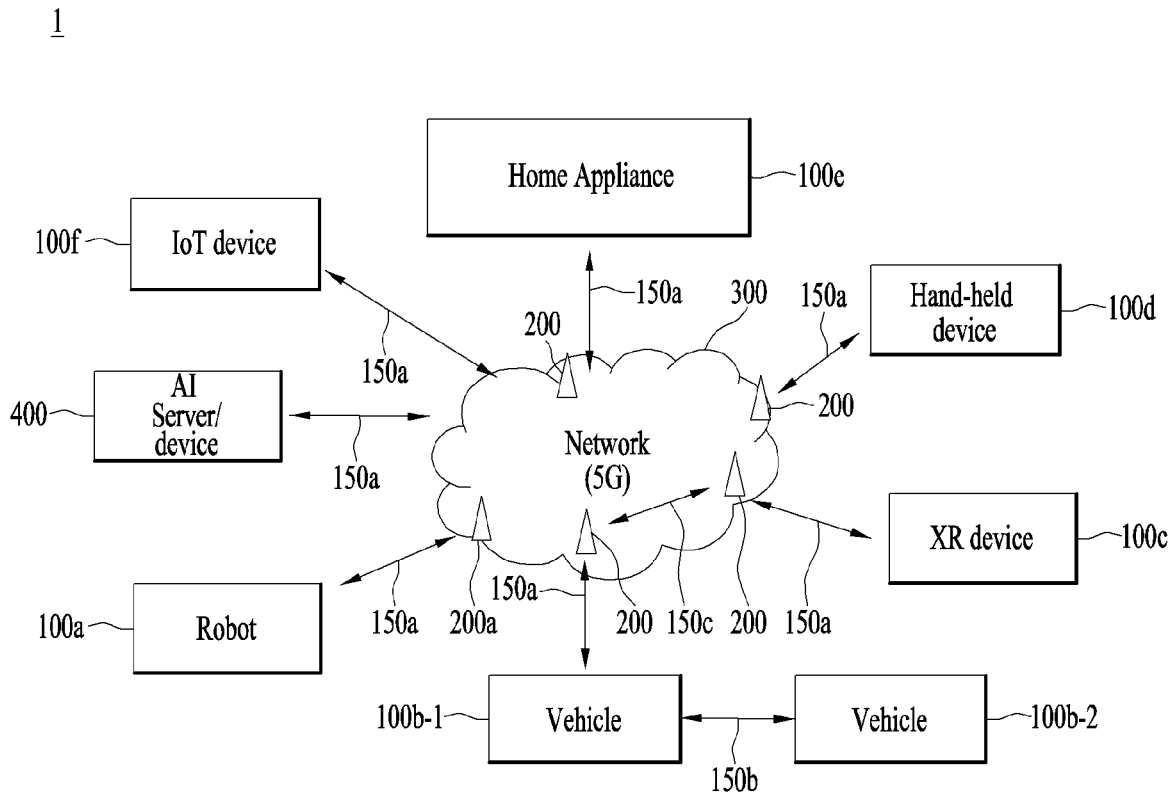 1
Home Appliance
100e
100f
IoT device
150a
300
150a
Hand-held
device
100d
200
150a
AI
Server/
device
400
150a
200
Network
(5G)
XR device
100c
150a
200a
150a
200
150c
200
150a
100a
Robot
100b-1
Vehicle
Vehicle
100b-2
150b